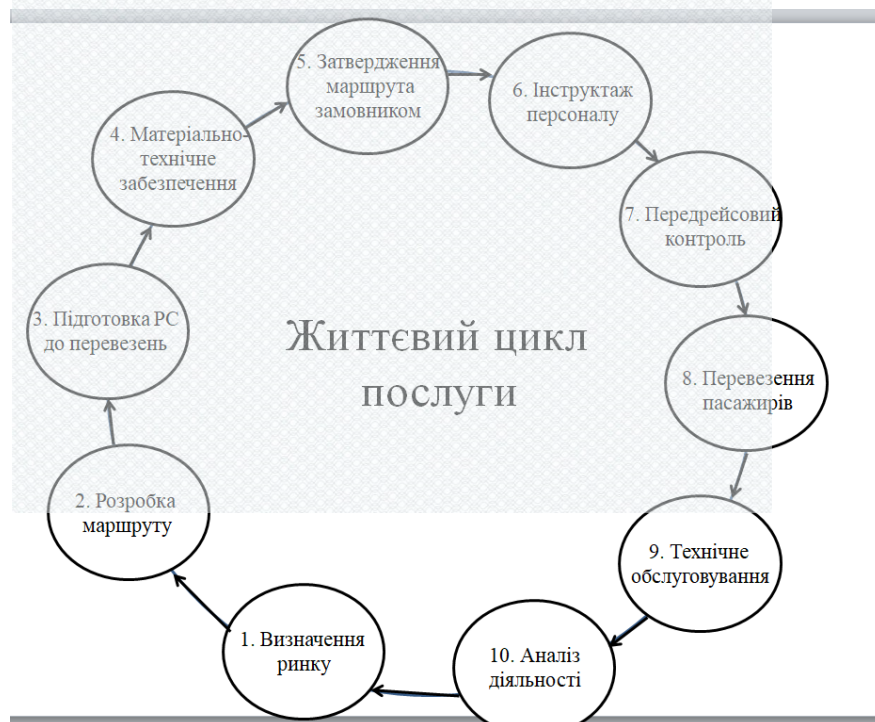 5. Затвердження
маршрута
замовником
6. Інструктаж
персоналу
4. Матеріально-
технічне
забезпечення
7. Передрейсовий
контроль
3. Підготовка РС
до перевезень
Життєвий цикл
послуги
8. Перевезення
пасажирів
2. Розробка
маршруту
9. Технічне
обслуговування
1. Визначення
ринку
10. Аналіз
діяльності